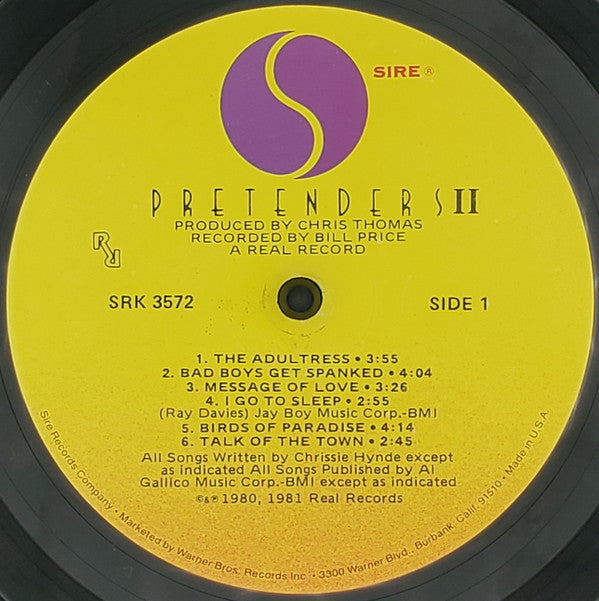 SIRE ®
PRETENDERS II
PRODUCED BY CHRIS THOMAS
RECORDED BY BILL PRICE
A REAL RECORD
SRK 3572
SIDE 1
1. THE ADULTRESS • 3:55
2. BAD BOYS GET SPANKED • 4:04
3. MESSAGE OF LOVE • 3:26
4. I GO TO SLEEP • 2:55
(Ray Davies) Jay Boy Music Corp.-BMI
5. BIRDS OF PARADISE • 4:14
6. TALK OF THE TOWN • 2:45
All Songs Written by Chrissie Hynde except
as indicated All Songs Published by Al
Gallico Music Corp.-BMI except as indicated
©&℗ 1980, 1981 Real Records
Sire Records Company • Marketed by Warner Bros. Records Inc. • 3300 Warner Blvd., Burbank, Calif. 91510 • Made in U.S.A.